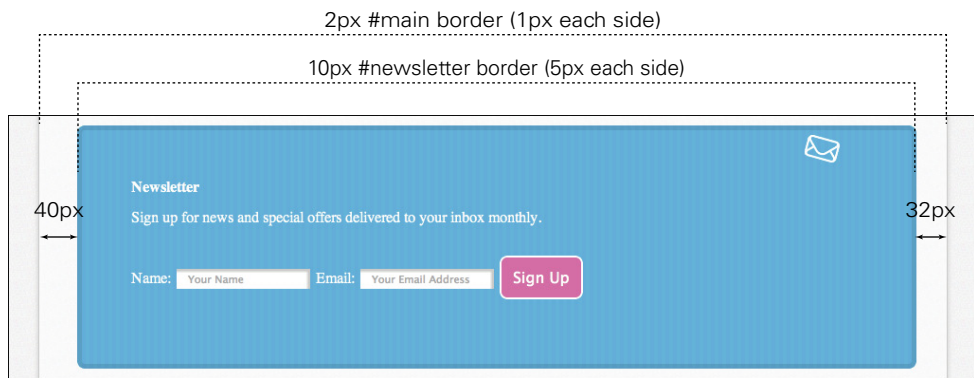 2px #main border (1px each side)
10px #newsletter border (5px each side)
Newsletter
40px
32px
Sign up for news and special offers delivered to your inbox monthly.
Name: Your Name Email: Your Email Address Sign Up